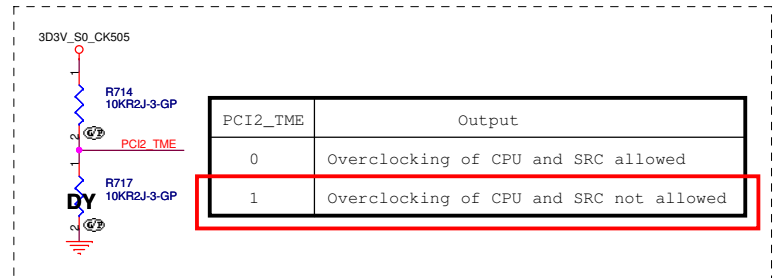 3D3V_S0_CK505
1
R714
10KR2J-3-GP
2
PCI2_TME
1
R717
DY
10KR2J-3-GP
2
PCI2_TME Output
0 Overclocking of CPU and SRC allowed
1 Overclocking of CPU and SRC not allowed